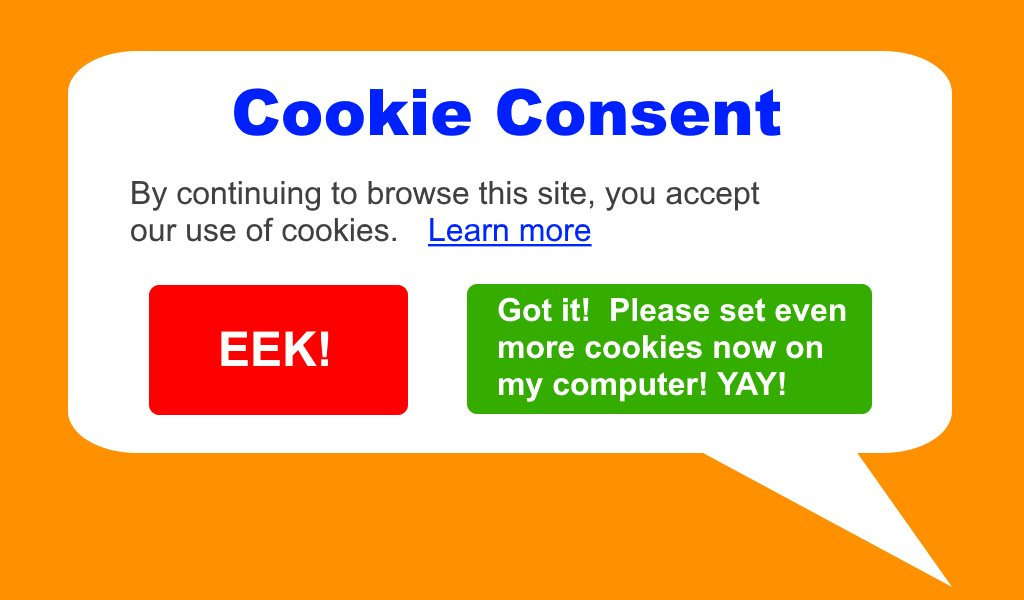 Cookie Consent
By continuing to browse this site, you accept
our use of cookies. Learn more
EEK!
Got it! Please set even
more cookies now on
my computer! YAY!